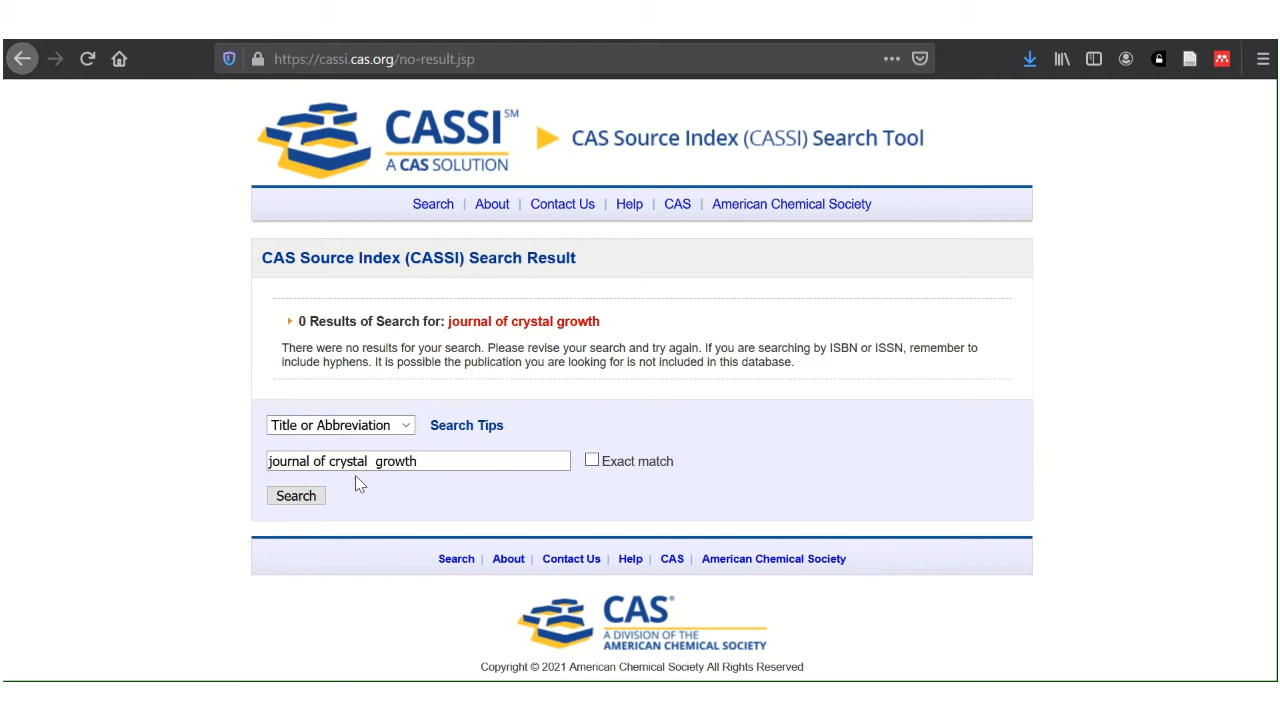 https://cassi.cas.org/no-result.jsp
CASSI SM
A CAS SOLUTION
CAS Source Index (CASSI) Search Tool
Search | About | Contact Us | Help | CAS | American Chemical Society
CAS Source Index (CASSI) Search Result
0 Results of Search for: journal of crystal growth
There were no results for your search. Please revise your search and try again. If you are searching by ISBN or ISSN, remember to
include hyphens. It is possible the publication you are looking for is not included in this database.
Title or Abbreviation Search Tips
journal of crystal  growth Exact match
Search
Search | About | Contact Us | Help | CAS | American Chemical Society
CAS®
A DIVISION OF THE
AMERICAN CHEMICAL SOCIETY
Copyright © 2021 American Chemical Society All Rights Reserved